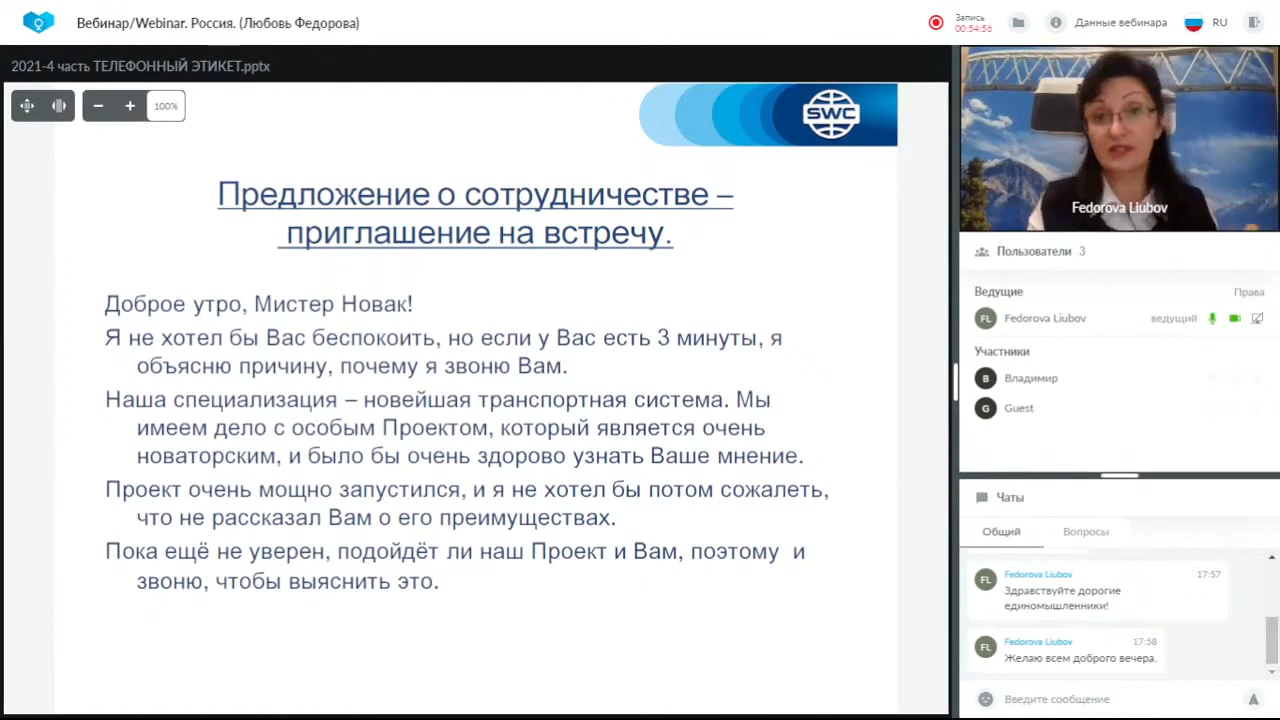 Вебинар/Webinar. Россия. (Любовь Федорова)
Запись
00:54:56
Данные вебинара
RU
2021-4 часть ТЕЛЕФОННЫЙ ЭТИКЕТ.pptx
100%
SWC
Предложение о сотрудничестве –
приглашение на встречу.
Доброе утро, Мистер Новак!
Я не хотел бы Вас беспокоить, но если у Вас есть 3 минуты, я
объясню причину, почему я звоню Вам.
Наша специализация – новейшая транспортная система. Мы
имеем дело с особым Проектом, который является очень
новаторским, и было бы очень здорово узнать Ваше мнение.
Проект очень мощно запустился, и я не хотел бы потом сожалеть,
что не рассказал Вам о его преимуществах.
Пока ещё не уверен, подойдёт ли наш Проект и Вам, поэтому и
звоню, чтобы выяснить это.
Fedorova Liubov
Пользователи 3
Ведущие Права
FL Fedorova Liubov ведущий
Участники
В Владимир
G Guest
Чаты
Общий Вопросы
FL Fedorova Liubov 17:57
Здравствуйте дорогие
единомышленники!
FL Fedorova Liubov 17:58
Желаю всем доброго вечера.
Введите сообщение